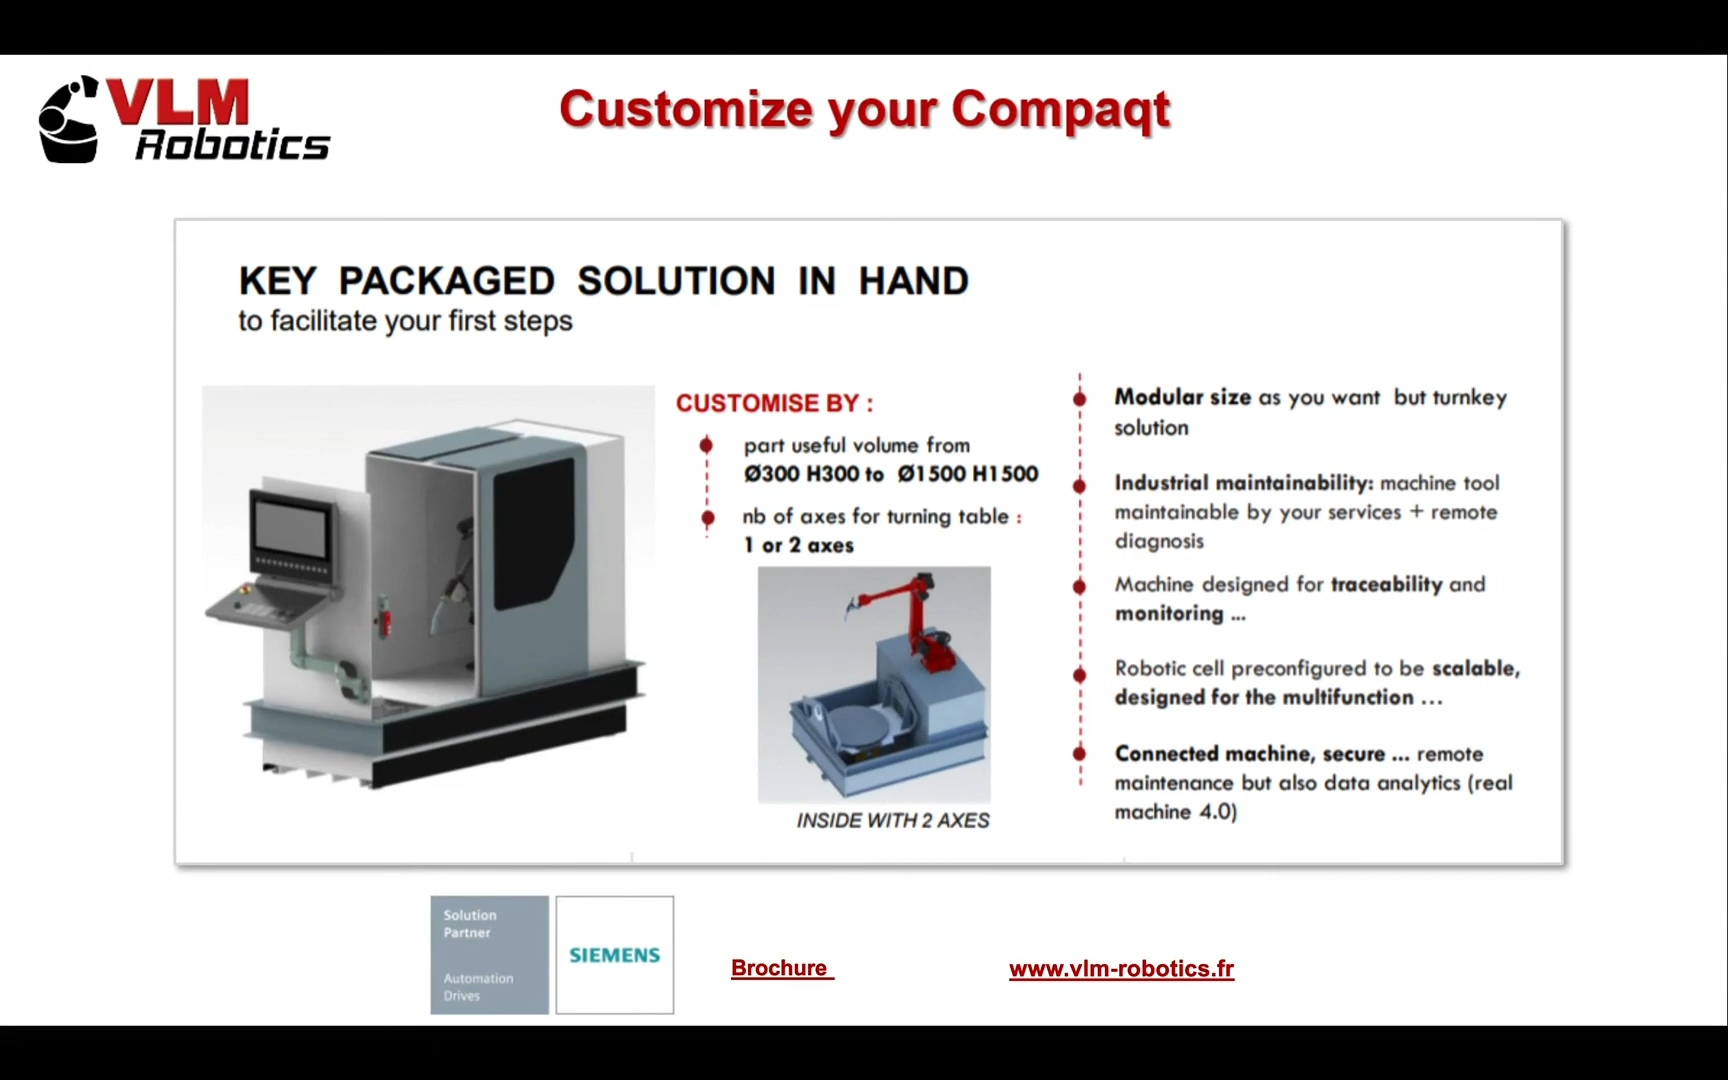 VLM
Robotics
Customize your Compaqt
KEY PACKAGED SOLUTION IN HAND
to facilitate your first steps
CUSTOMISE BY :
part useful volume from
Ø300 H300 to Ø1500 H1500
nb of axes for turning table :
1 or 2 axes
INSIDE WITH 2 AXES
Modular size as you want but turnkey
solution
Industrial maintainability: machine tool
maintainable by your services + remote
diagnosis
Machine designed for traceability and
monitoring ...
Robotic cell preconfigured to be scalable,
designed for the multifunction ...
Connected machine, secure ... remote
maintenance but also data analytics (real
machine 4.0)
Solution
Partner
Automation
Drives
SIEMENS
Brochure
www.vlm-robotics.fr